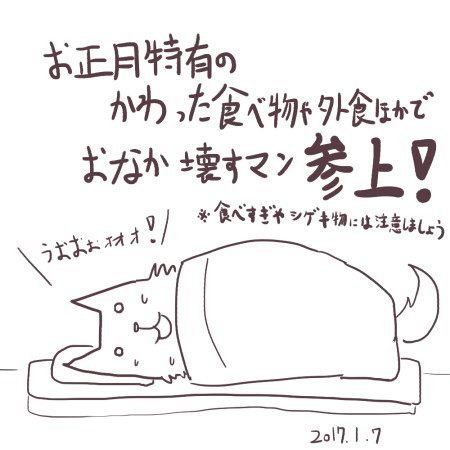 お正月特有の
かわった食べ物や外食ほかで
おなか壊すマン参上!
※食べすぎやシゲキ物には注意しましょう
うおおぉオオ!
2017.1.7